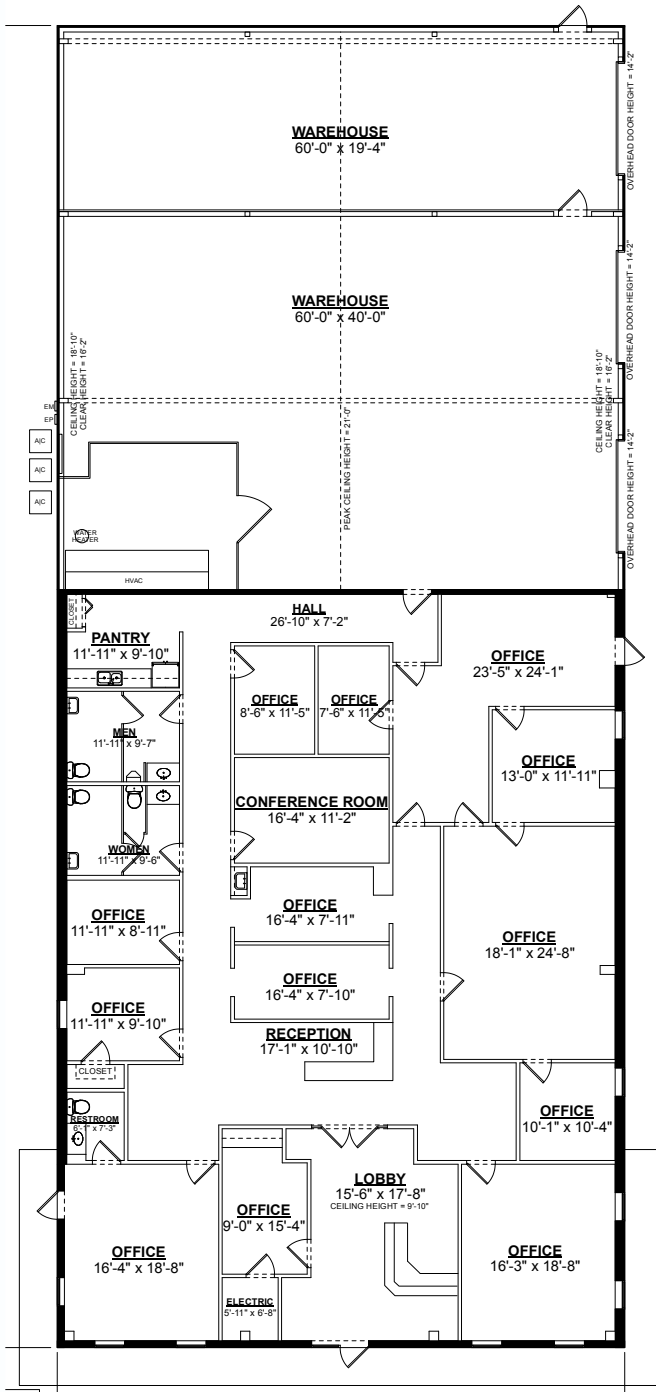 WAREHOUSE
60'-0" x 19'-4"
OVERHEAD DOOR HEIGHT = 14'-2"
WAREHOUSE
60'-0" x 40'-0"
OVERHEAD DOOR HEIGHT = 14'-2"
CEILING HEIGHT = 18'-10"
CLEAR HEIGHT = 16'-2"
CEILING HEIGHT = 18'-10"
CLEAR HEIGHT = 16'-2"
PEAK CEILING HEIGHT = 21'-0"
OVERHEAD DOOR HEIGHT = 14'-2"
EM
EP
A|C
A|C
A|C
WATER
HEATER
HVAC
CLOSET
HALL
26'-10" x 7'-2"
PANTRY
11'-11" x 9'-10"
OFFICE
23'-5" x 24'-1"
OFFICE
8'-6" x 11'-5"
OFFICE
7'-6" x 11'-5"
MEN
11'-11" x 9'-7"
OFFICE
13'-0" x 11'-11"
CONFERENCE ROOM
16'-4" x 11'-2"
WOMEN
11'-11" x 9'-6"
OFFICE
11'-11" x 8'-11"
OFFICE
16'-4" x 7'-11"
OFFICE
18'-1" x 24'-8"
OFFICE
16'-4" x 7'-10"
OFFICE
11'-11" x 9'-10"
RECEPTION
17'-1" x 10'-10"
CLOSET
RESTROOM
6'-1" x 7'-3"
OFFICE
10'-1" x 10'-4"
LOBBY
15'-6" x 17'-8"
CEILING HEIGHT = 9'-10"
OFFICE
9'-0" x 15'-4"
OFFICE
16'-4" x 18'-8"
OFFICE
16'-3" x 18'-8"
ELECTRIC
5'-11" x 6'-8"